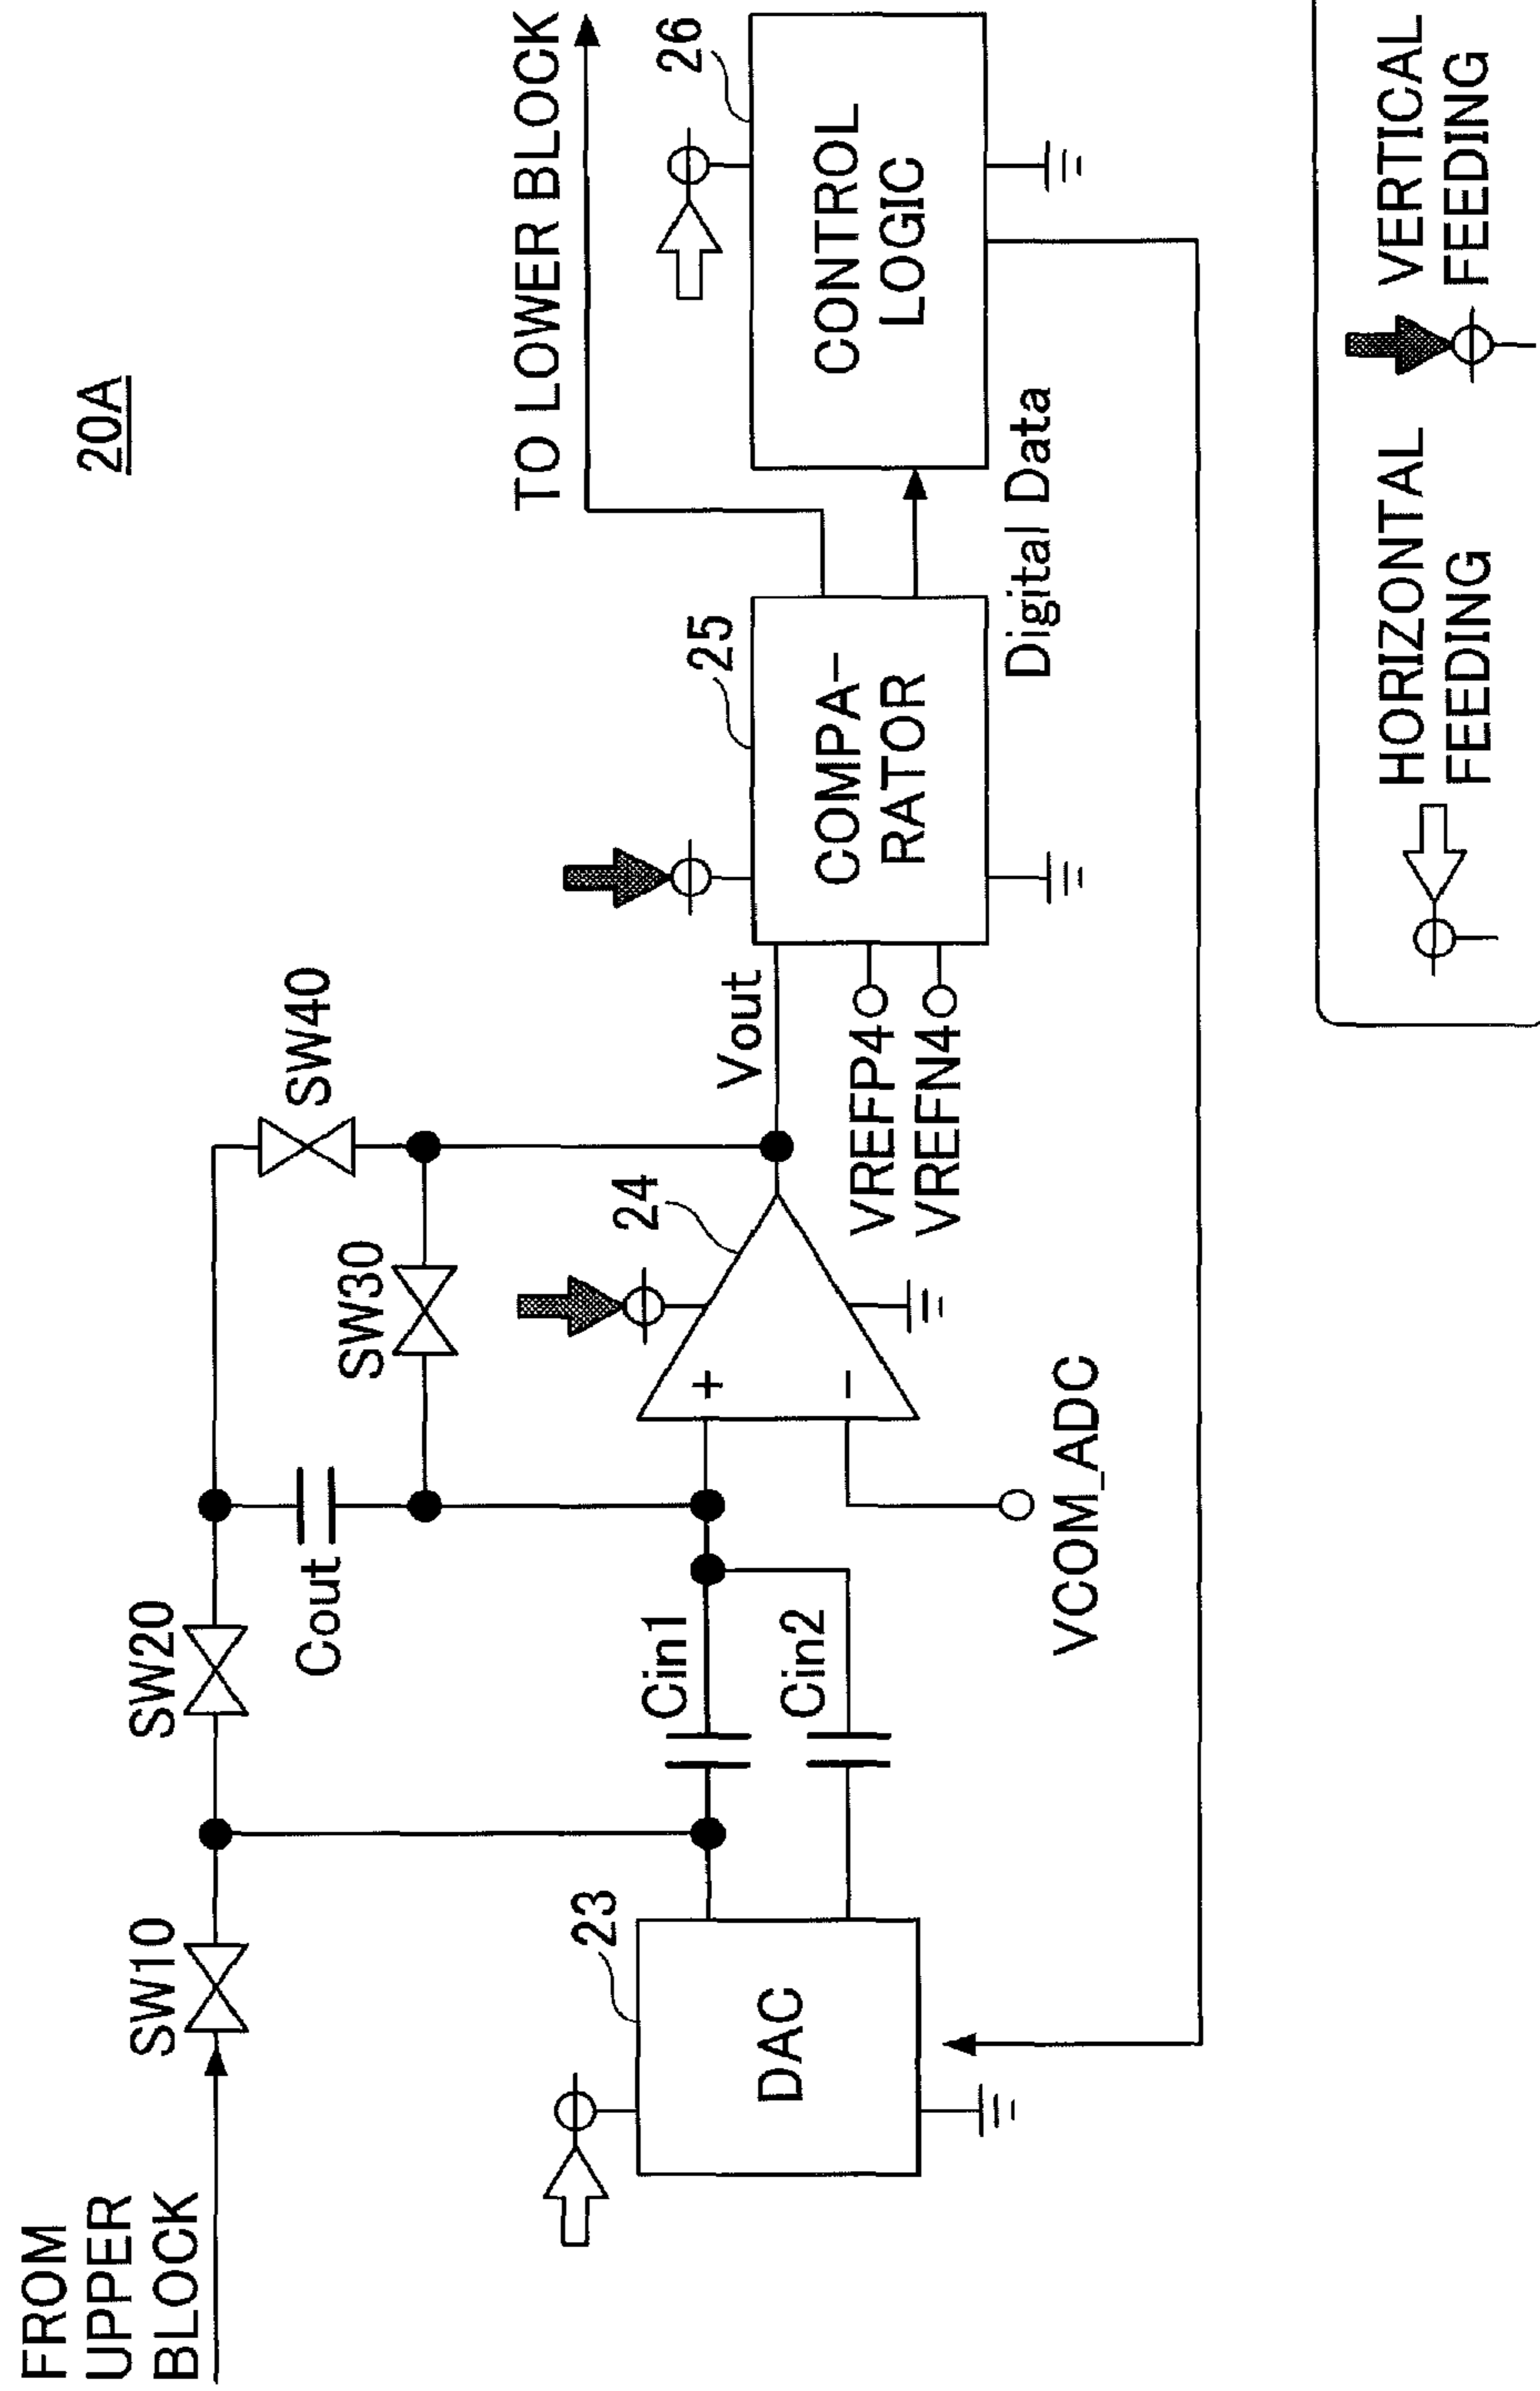 20A
FROM
UPPER
BLOCK
SW10
SW20
Cout
SW30
SW40
TO LOWER BLOCK
23
DAC
Cin1
Cin2
24
+
−
VCOM_ADC
Vout
VREFP4
VREFN4
25
COMPA-
RATOR
Digital Data
26
CONTROL
LOGIC
HORIZONTAL
FEEDING
VERTICAL
FEEDING